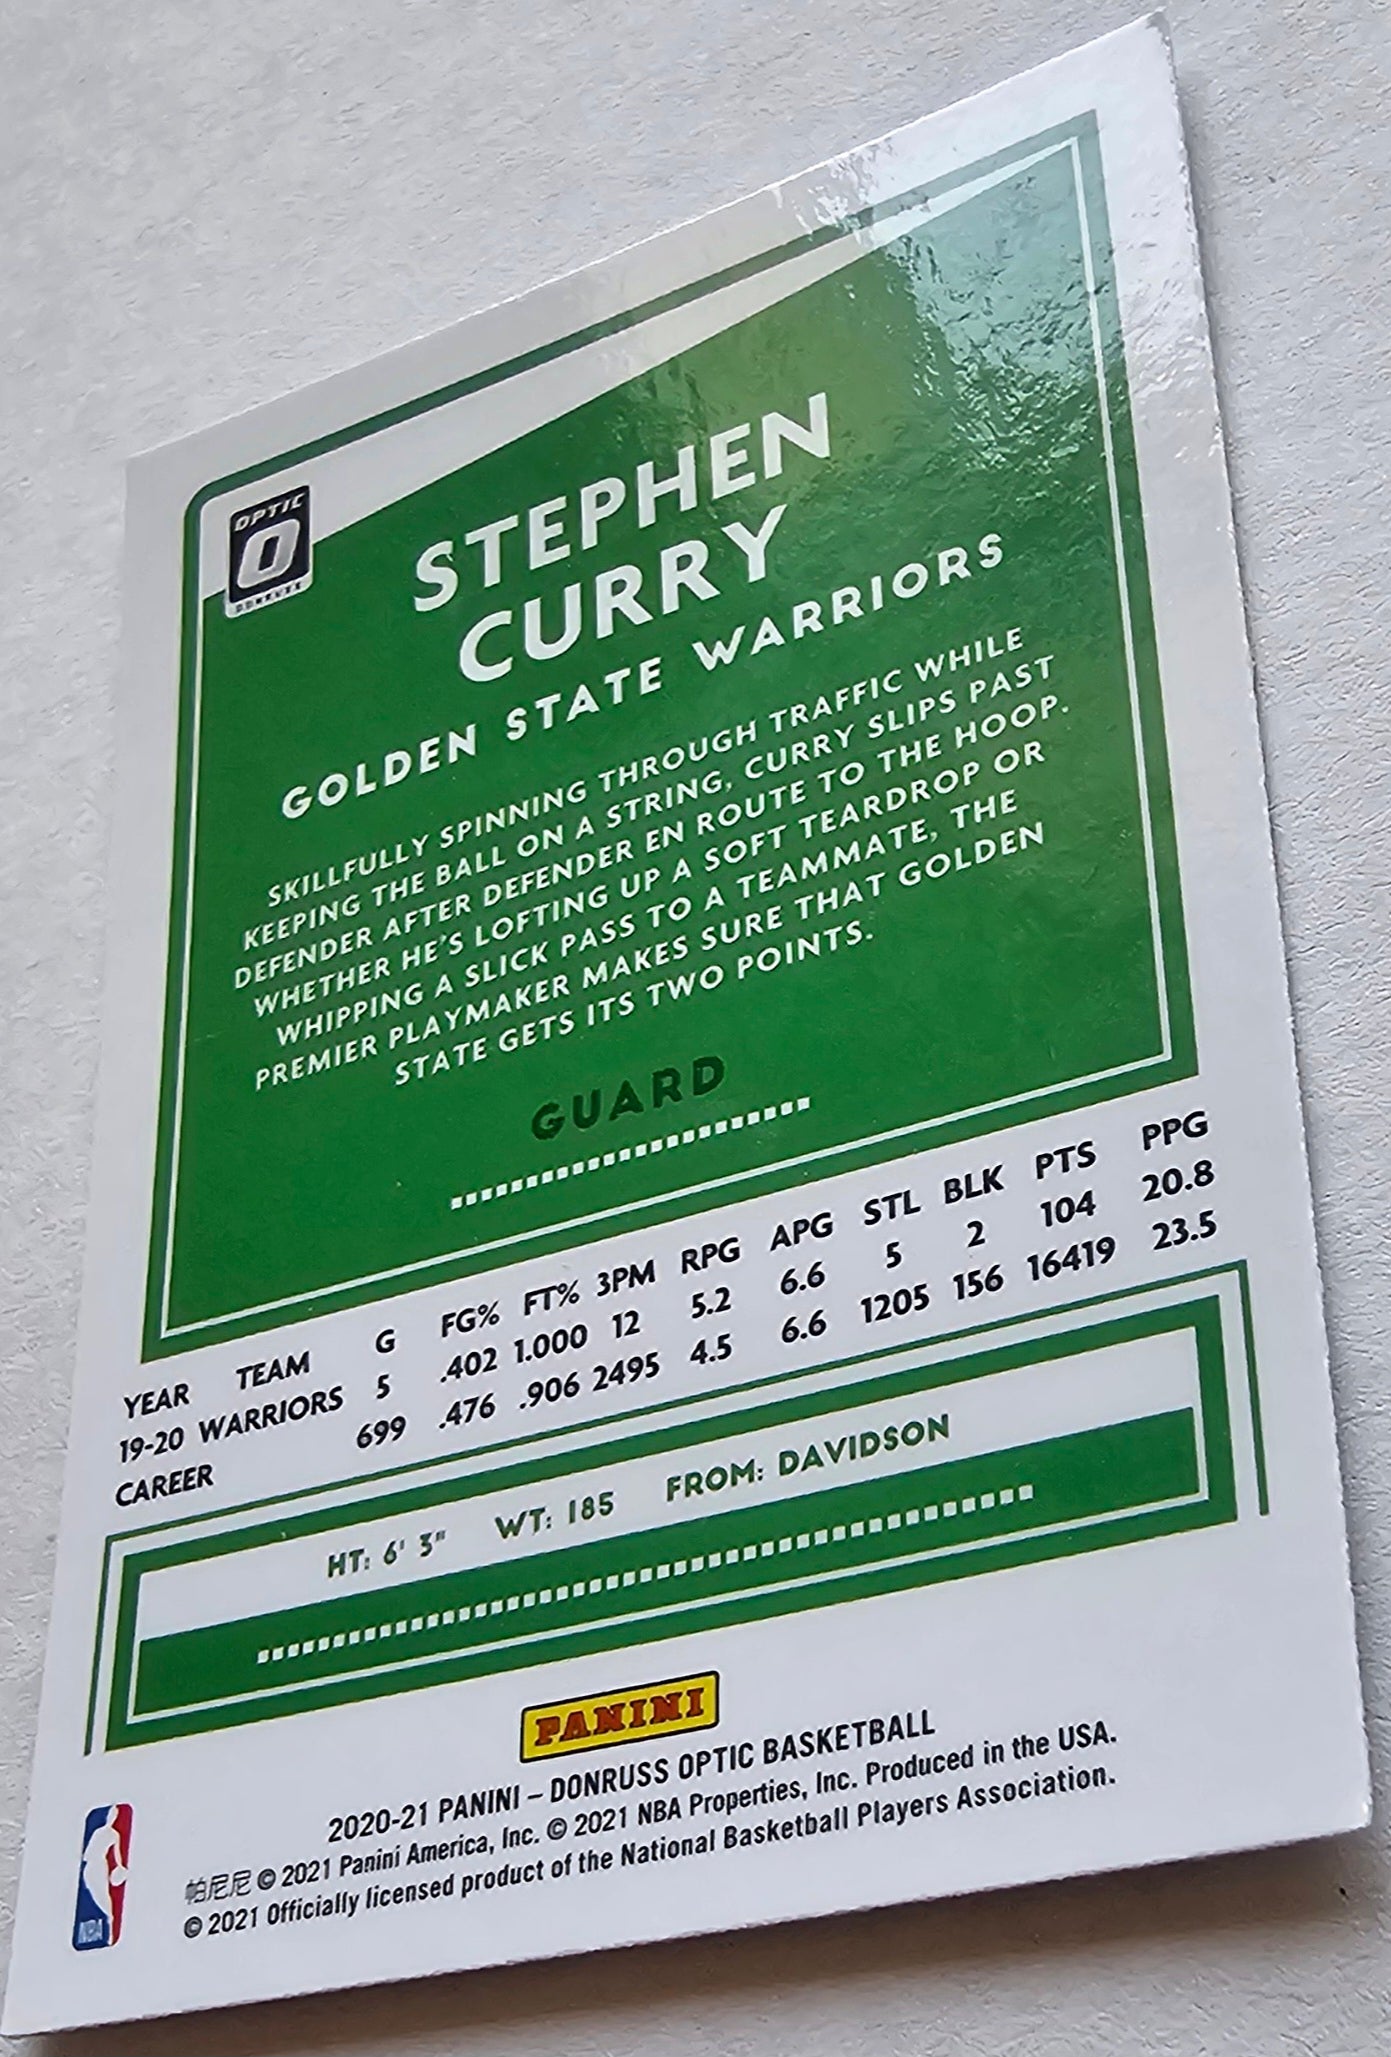 OPTIC
O
DONRUSS
STEPHEN
CURRY
GOLDEN STATE WARRIORS
SKILLFULLY SPINNING THROUGH TRAFFIC WHILE
KEEPING THE BALL ON A STRING, CURRY SLIPS PAST
DEFENDER AFTER DEFENDER EN ROUTE TO THE HOOP.
WHETHER HE'S LOFTING UP A SOFT TEARDROP OR
WHIPPING A SLICK PASS TO A TEAMMATE, THE
PREMIER PLAYMAKER MAKES SURE THAT GOLDEN
STATE GETS ITS TWO POINTS.
GUARD
YEAR TEAM G FG% FT% 3PM RPG APG STL BLK PTS PPG
19-20 WARRIORS 5 .402 1.000 12 5.2 6.6 5 2 104 20.8
CAREER 699 .476 .906 2495 4.5 6.6 1205 156 16419 23.5
HT: 6' 3" WT: 185 FROM: DAVIDSON
PANINI
2020-21 PANINI – DONRUSS OPTIC BASKETBALL
帕尼尼 © 2021 Panini America, Inc. © 2021 NBA Properties, Inc. Produced in the USA.
© 2021 Officially licensed product of the National Basketball Players Association.
NBA